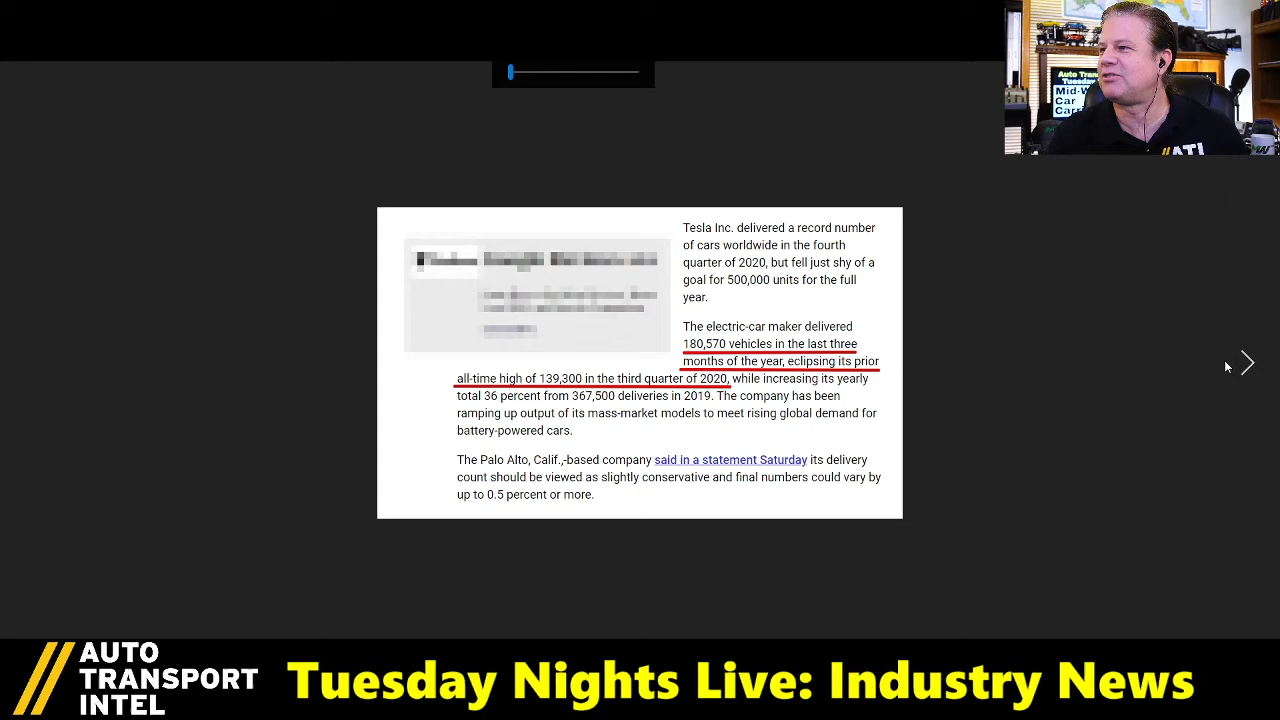 Auto Tran
Tuesday
Mid-W
Car
Carri
ATI
Tesla Inc. delivered a record number
of cars worldwide in the fourth
quarter of 2020, but fell just shy of a
goal for 500,000 units for the full
year.
The electric-car maker delivered
180,570 vehicles in the last three
months of the year, eclipsing its prior
all-time high of 139,300 in the third quarter of 2020, while increasing its yearly
total 36 percent from 367,500 deliveries in 2019. The company has been
ramping up output of its mass-market models to meet rising global demand for
battery-powered cars.
The Palo Alto, Calif.,-based company said in a statement Saturday its delivery
count should be viewed as slightly conservative and final numbers could vary by
up to 0.5 percent or more.
AUTO
TRANSPORT
INTEL
Tuesday Nights Live: Industry News